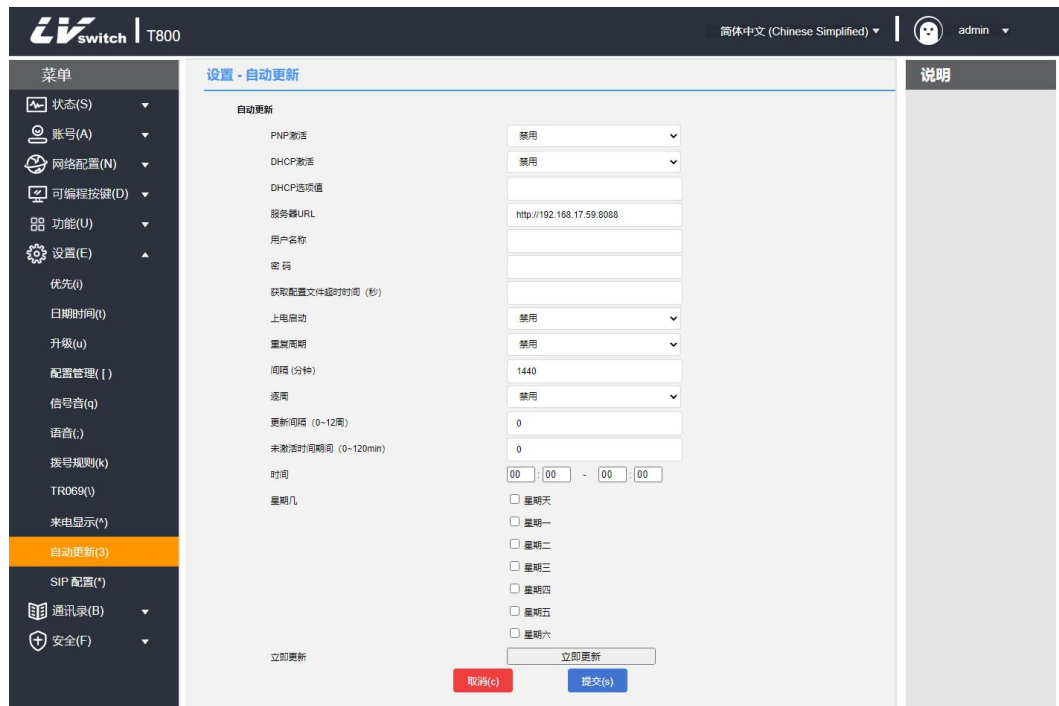 LVswitch | T800
简体中文 (Chinese Simplified)
admin
菜单
状态(S)
账号(A)
网络配置(N)
可编程按键(D)
功能(U)
设置(E)
优先(i)
日期时间(t)
升级(u)
配置管理([)
信号音(q)
语音(;)
拨号规则(k)
TR069(\)
来电显示(^)
自动更新(3)
SIP 配置(*)
通讯录(B)
安全(F)
设置 - 自动更新
自动更新
PNP激活 禁用
DHCP激活 禁用
DHCP选项值
服务器URL http://192.168.17.59:8088
用户名称
密 码
获取配置文件超时时间（秒）
上电启动 禁用
重复周期 禁用
间隔 (分钟) 1440
逐周 禁用
更新间隔（0~12周） 0
未激活时间期间（0~120min） 0
时间 00 : 00 - 00 : 00
星期几 星期天
星期一
星期二
星期三
星期四
星期五
星期六
立即更新 立即更新
取消(c) 提交(s)
说明